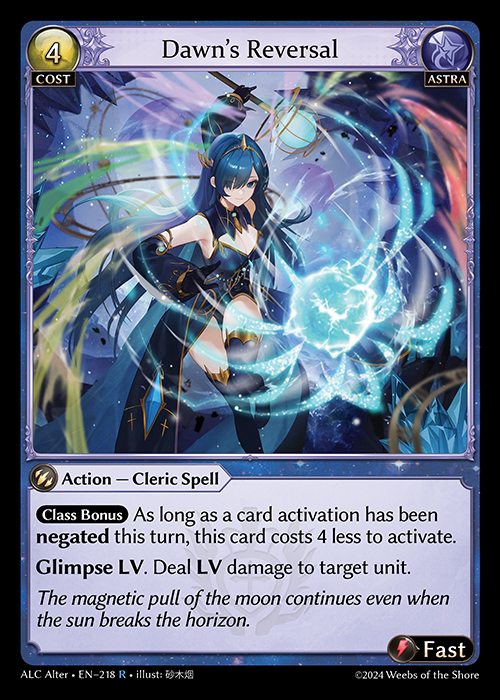 4
Dawn's Reversal
COST
ASTRA
Action — Cleric Spell
Class Bonus As long as a card activation has been
negated this turn, this card costs 4 less to activate.
Glimpse LV. Deal LV damage to target unit.
The magnetic pull of the moon continues even when
the sun breaks the horizon.
Fast
ALC Alter • EN–218 R • illust: 砂木烟
©2024 Weebs of the Shore